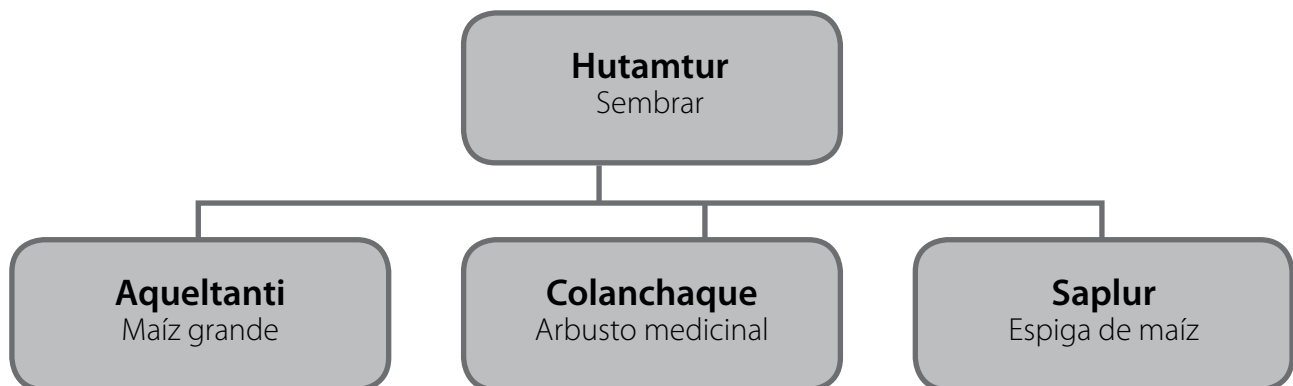 Hutamtur
Sembrar
Aqueltanti
Maíz grande
Colanchaque
Arbusto medicinal
Saplur
Espiga de maíz